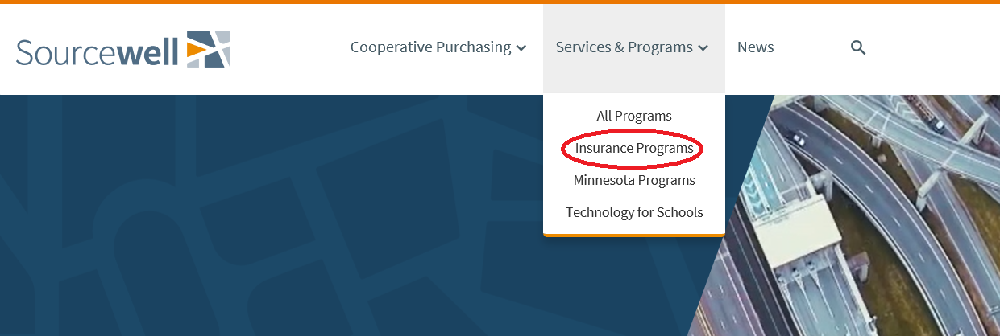 Sourcewell
Cooperative Purchasing
Services & Programs
News
All Programs
Insurance Programs
Minnesota Programs
Technology for Schools